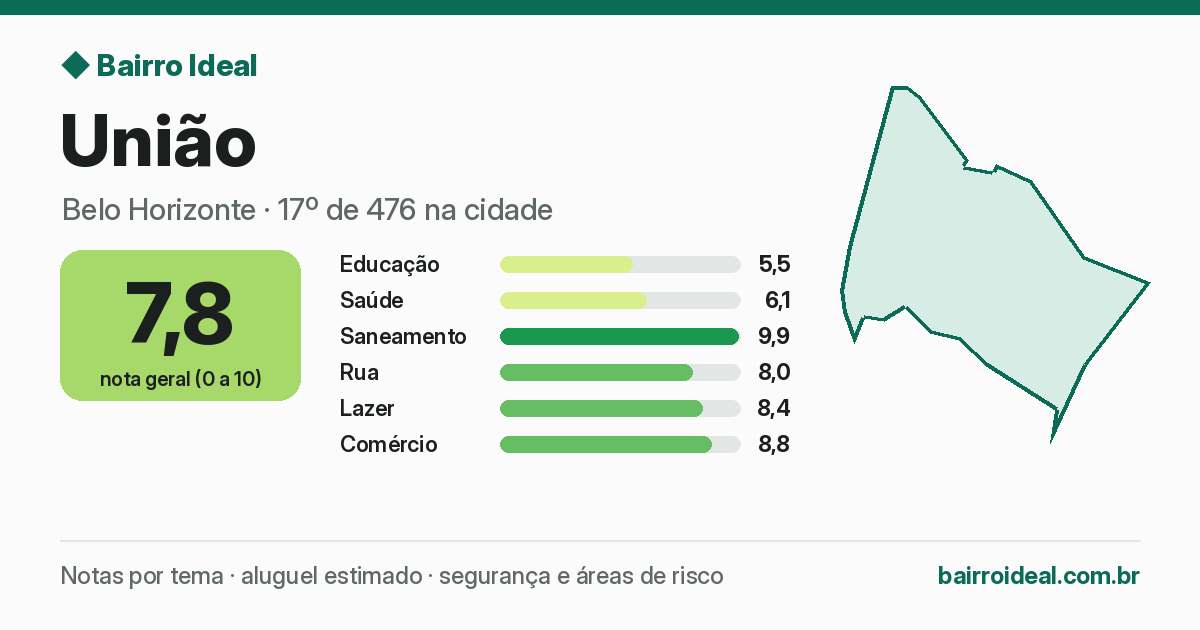 Bairro Ideal
União
Belo Horizonte · 17º de 476 na cidade
7,8
nota geral (0 a 10)
Educação 5,5
Saúde 6,1
Saneamento 9,9
Rua 8,0
Lazer 8,4
Comércio 8,8
Notas por tema · aluguel estimado · segurança e áreas de risco
bairroideal.com.br